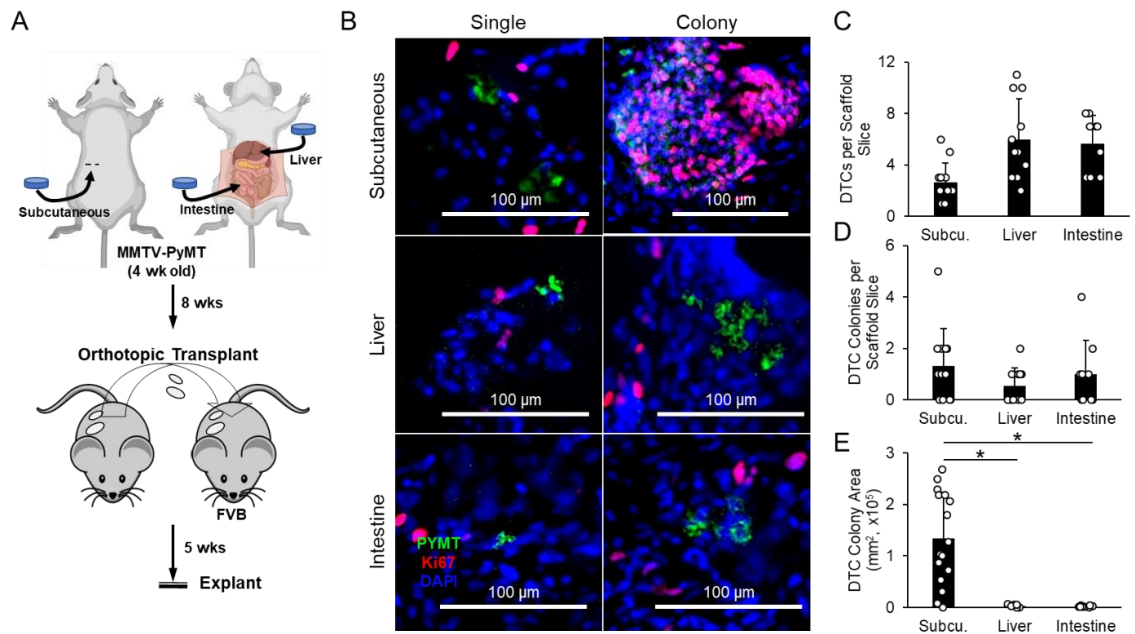 A
Liver
Subcutaneous
Intestine
MMTV-PyMT
(4 wk old)
8 wks
Orthotopic Transplant
FVB
5 wks
Explant
B
Single
Colony
Subcutaneous
100 µm
100 µm
Liver
100 µm
100 µm
Intestine
PYMT
Ki67
DAPI
100 µm
100 µm
C
DTCs per Scaffold
Slice
12
8
4
0
Subcu.
Liver
Intestine
D
DTC Colonies per
Scaffold Slice
6
4
2
0
Subcu.
Liver
Intestine
E
DTC Colony Area
(mm², x10⁵)
3
2
1
0
*
*
Subcu.
Liver
Intestine